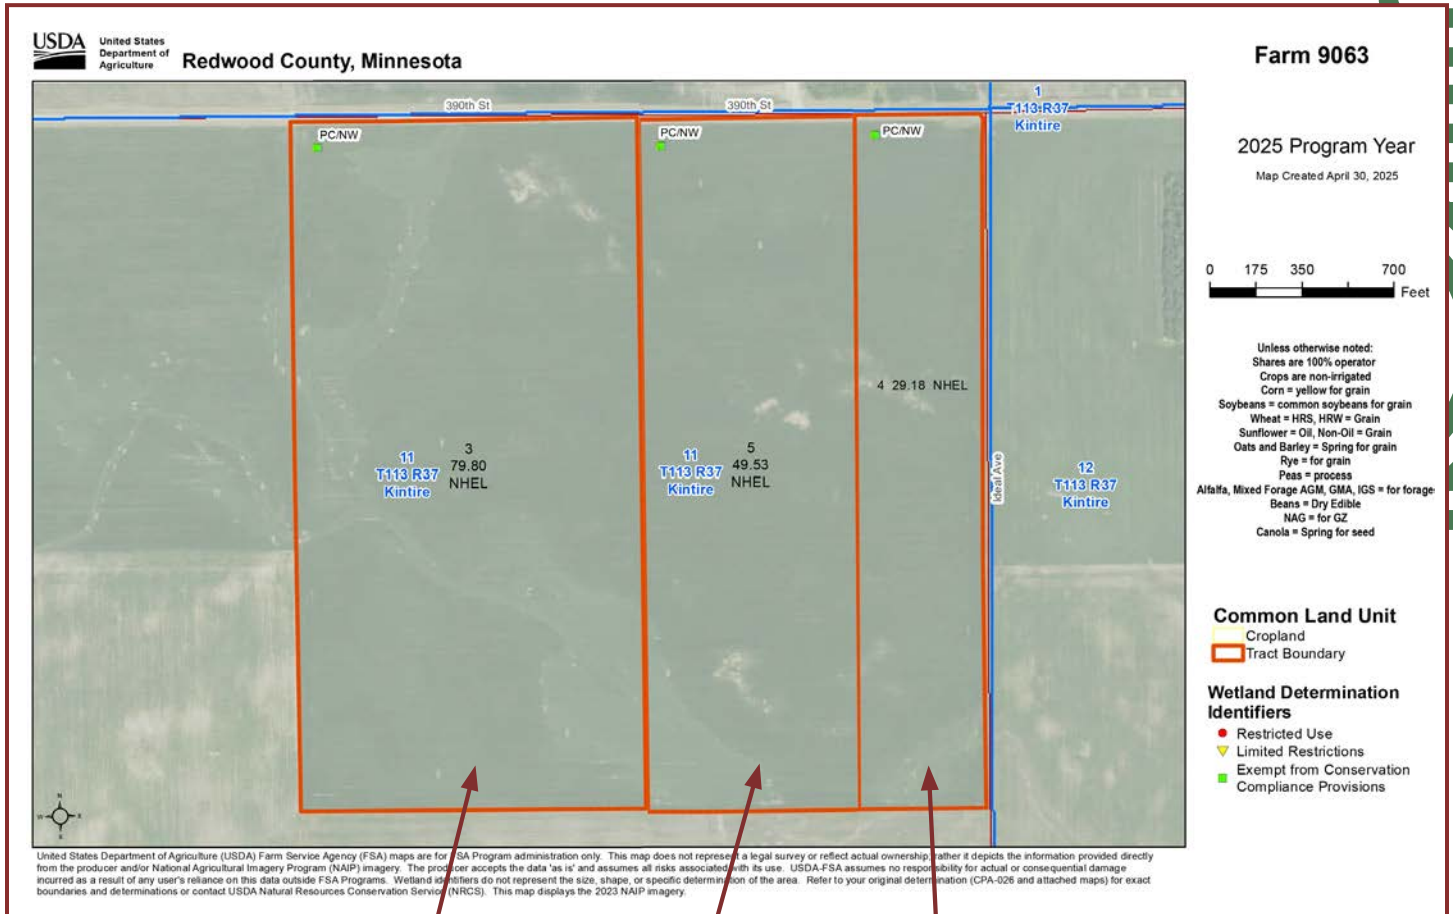 USDA
United States
Department of
Agriculture
Redwood County, Minnesota
Farm 9063
2025 Program Year
Map Created April 30, 2025
390th St
390th St
1
T113 R37
Kintire
PC/NW
PC/NW
PC/NW
4 29.18 NHEL
11
T113 R37
Kintire
3
79.80
NHEL
11
T113 R37
Kintire
5
49.53
NHEL
Ideal Ave
12
T113 R37
Kintire
0 175 350 700
Feet
Unless otherwise noted:
Shares are 100% operator
Crops are non-irrigated
Corn = yellow for grain
Soybeans = common soybeans for grain
Wheat = HRS, HRW = Grain
Sunflower = Oil, Non-Oil = Grain
Oats and Barley = Spring for grain
Rye = for grain
Peas = process
Alfalfa, Mixed Forage AGM, GMA, IGS = for forage
Beans = Dry Edible
NAG = for GZ
Canola = Spring for seed
Common Land Unit
Cropland
Tract Boundary
Wetland Determination
Identifiers
Restricted Use
Limited Restrictions
Exempt from Conservation
Compliance Provisions
N
W E
S
United States Department of Agriculture (USDA) Farm Service Agency (FSA) maps are for FSA Program administration only. This map does not represent a legal survey or reflect actual ownership; rather it depicts the information provided directly
from the producer and/or National Agricultural Imagery Program (NAIP) imagery. The producer accepts the data 'as is' and assumes all risks associated with its use. USDA-FSA assumes no responsibility for actual or consequential damage
incurred as a result of any user's reliance on this data outside FSA Programs. Wetland identifiers do not represent the size, shape, or specific determination of the area. Refer to your original determination (CPA-026 and attached maps) for exact
boundaries and determinations or contact USDA Natural Resources Conservation Service (NRCS). This map displays the 2023 NAIP imagery.